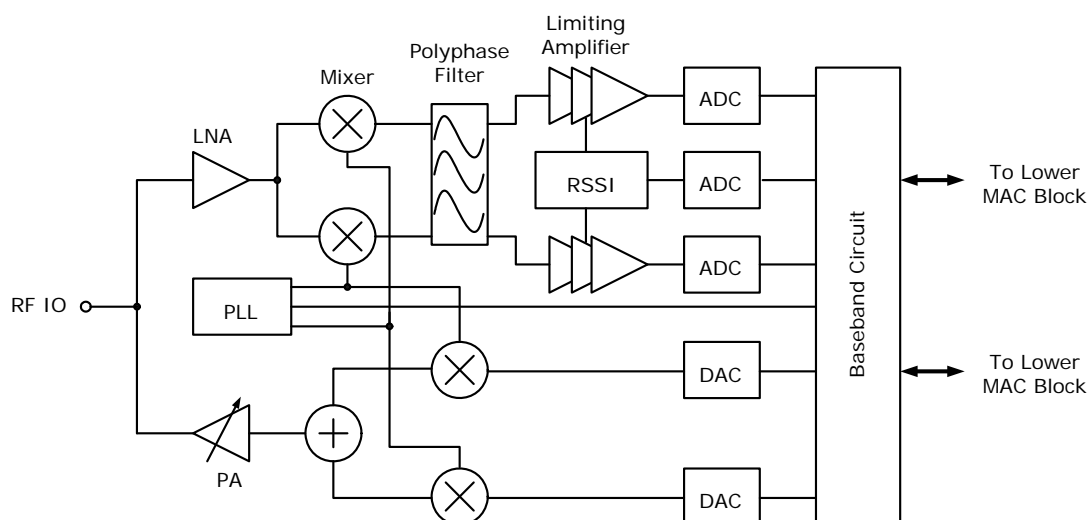 Limiting
Amplifier
Polyphase
Filter
Mixer
LNA
ADC
RSSI
ADC
ADC
To Lower
MAC Block
RF IO
PLL
Baseband Circuit
DAC
To Lower
MAC Block
PA
DAC